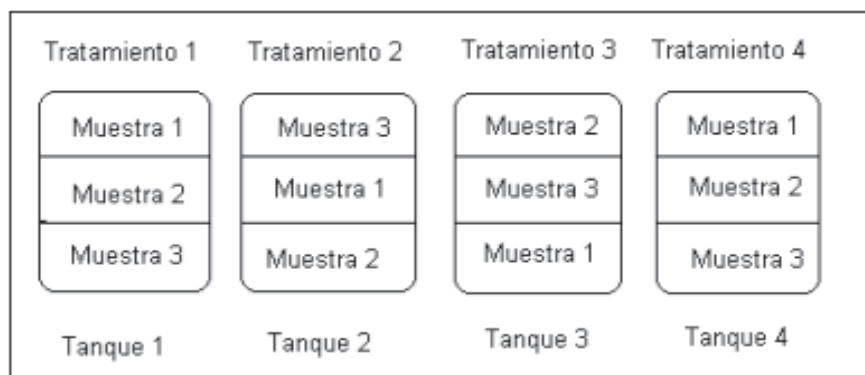 Tratamiento 1 Tratamiento 2 Tratamiento 3 Tratamiento 4
Muestra 1 Muestra 3 Muestra 2 Muestra 1
Muestra 2 Muestra 1 Muestra 3 Muestra 2
Muestra 3 Muestra 2 Muestra 1 Muestra 3
Tanque 1 Tanque 2 Tanque 3 Tanque 4